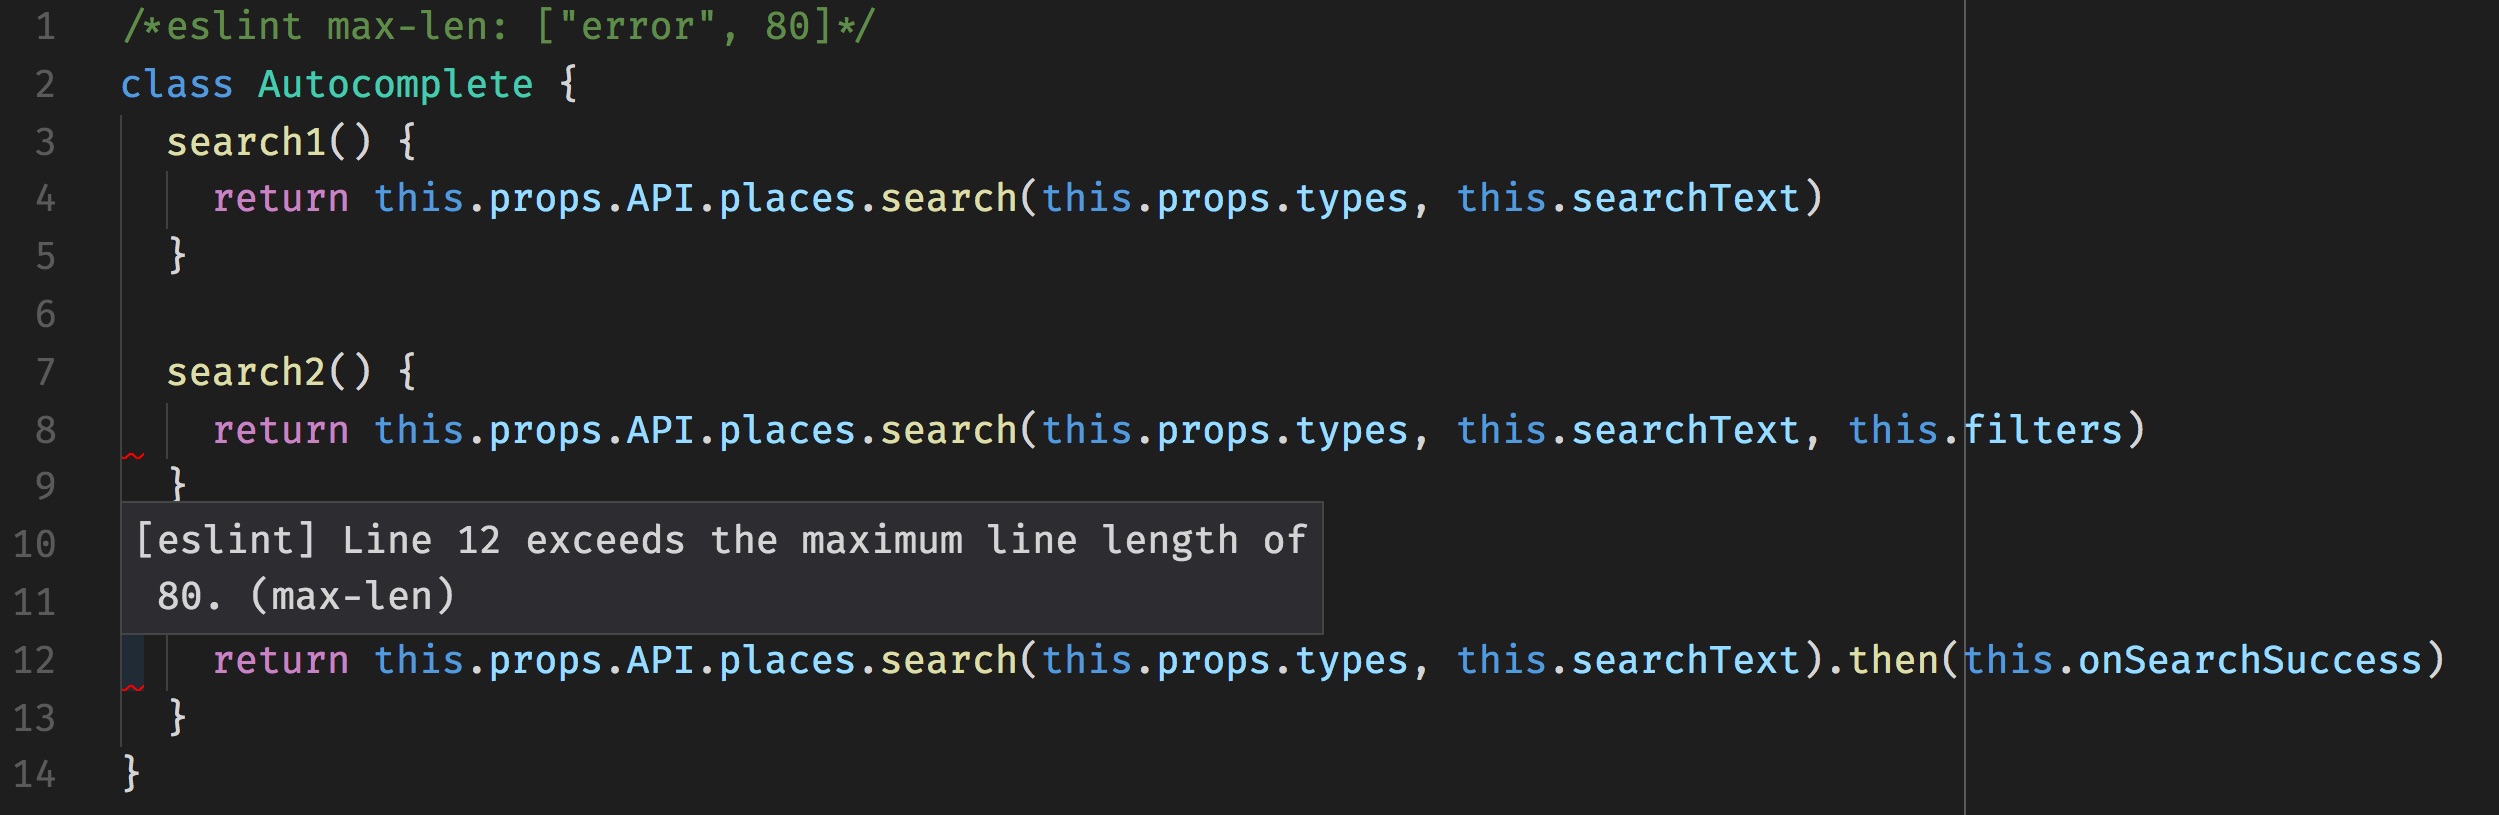 1 /*eslint max-len: ["error", 80]*/
2 class Autocomplete {
3 search1() {
4 return this.props.API.places.search(this.props.types, this.searchText)
5 }
6
7 search2() {
8 return this.props.API.places.search(this.props.types, this.searchText, this.filters)
9 }
10 [eslint] Line 12 exceeds the maximum line length of
11 80. (max-len)
12 return this.props.API.places.search(this.props.types, this.searchText).then(this.onSearchSuccess)
13 }
14 }